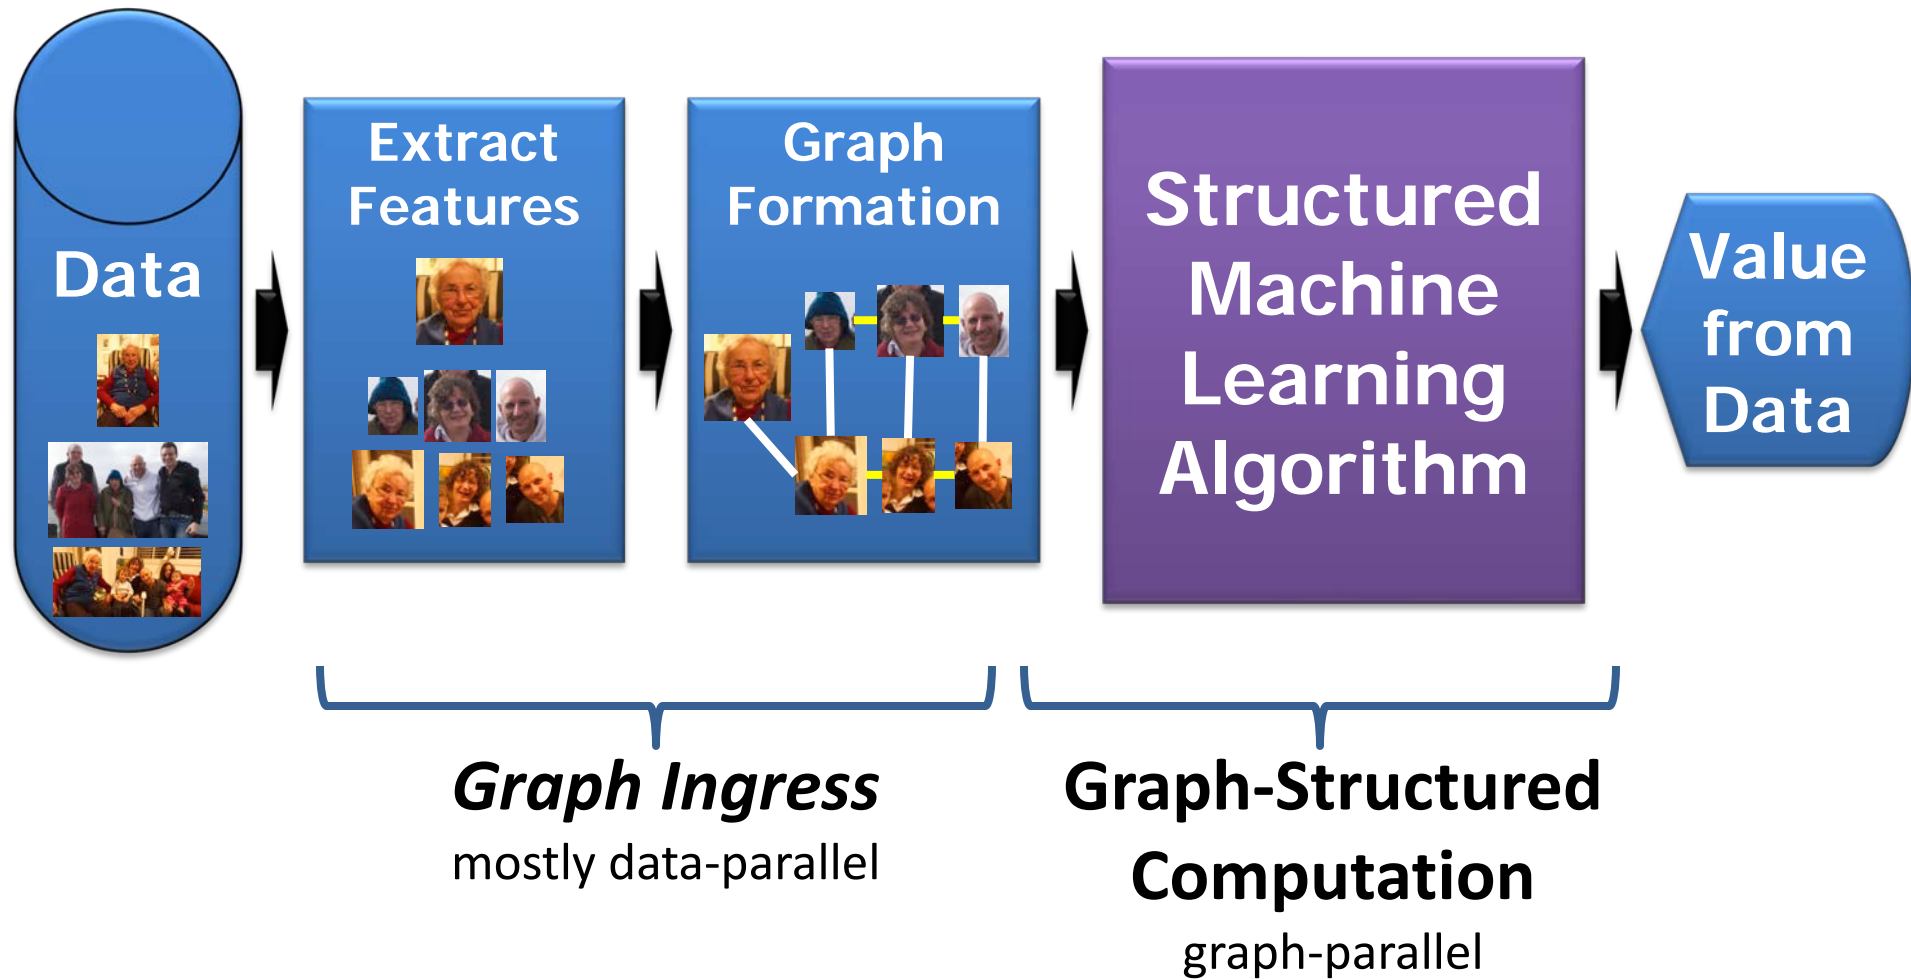 Data
Extract
Features
Graph
Formation
Structured
Machine
Learning
Algorithm
Value
from
Data
Graph Ingress
mostly data-parallel
Graph-Structured
Computation
graph-parallel